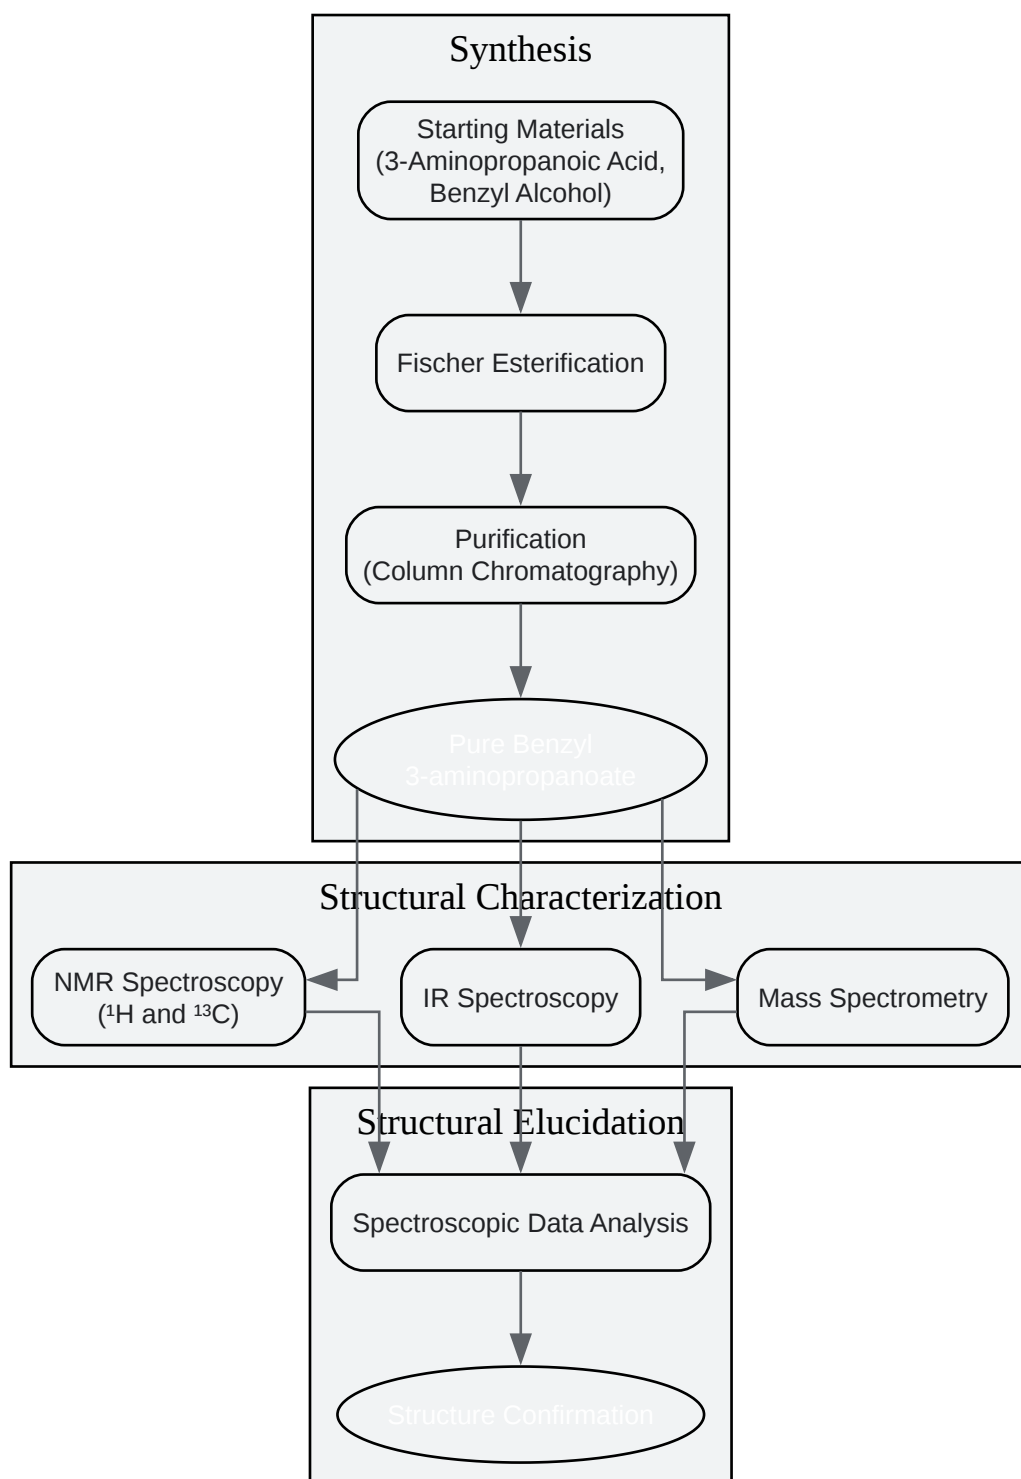 Synthesis
Starting Materials
(3-Aminopropanoic Acid,
Benzyl Alcohol)
Fischer Esterification
Purification
(Column Chromatography)
Pure Benzyl
3-aminopropanoate
Structural Characterization
NMR Spectroscopy
(¹H and ¹³C)
IR Spectroscopy
Mass Spectrometry
Structural Elucidation
Spectroscopic Data Analysis
Structure Confirmation